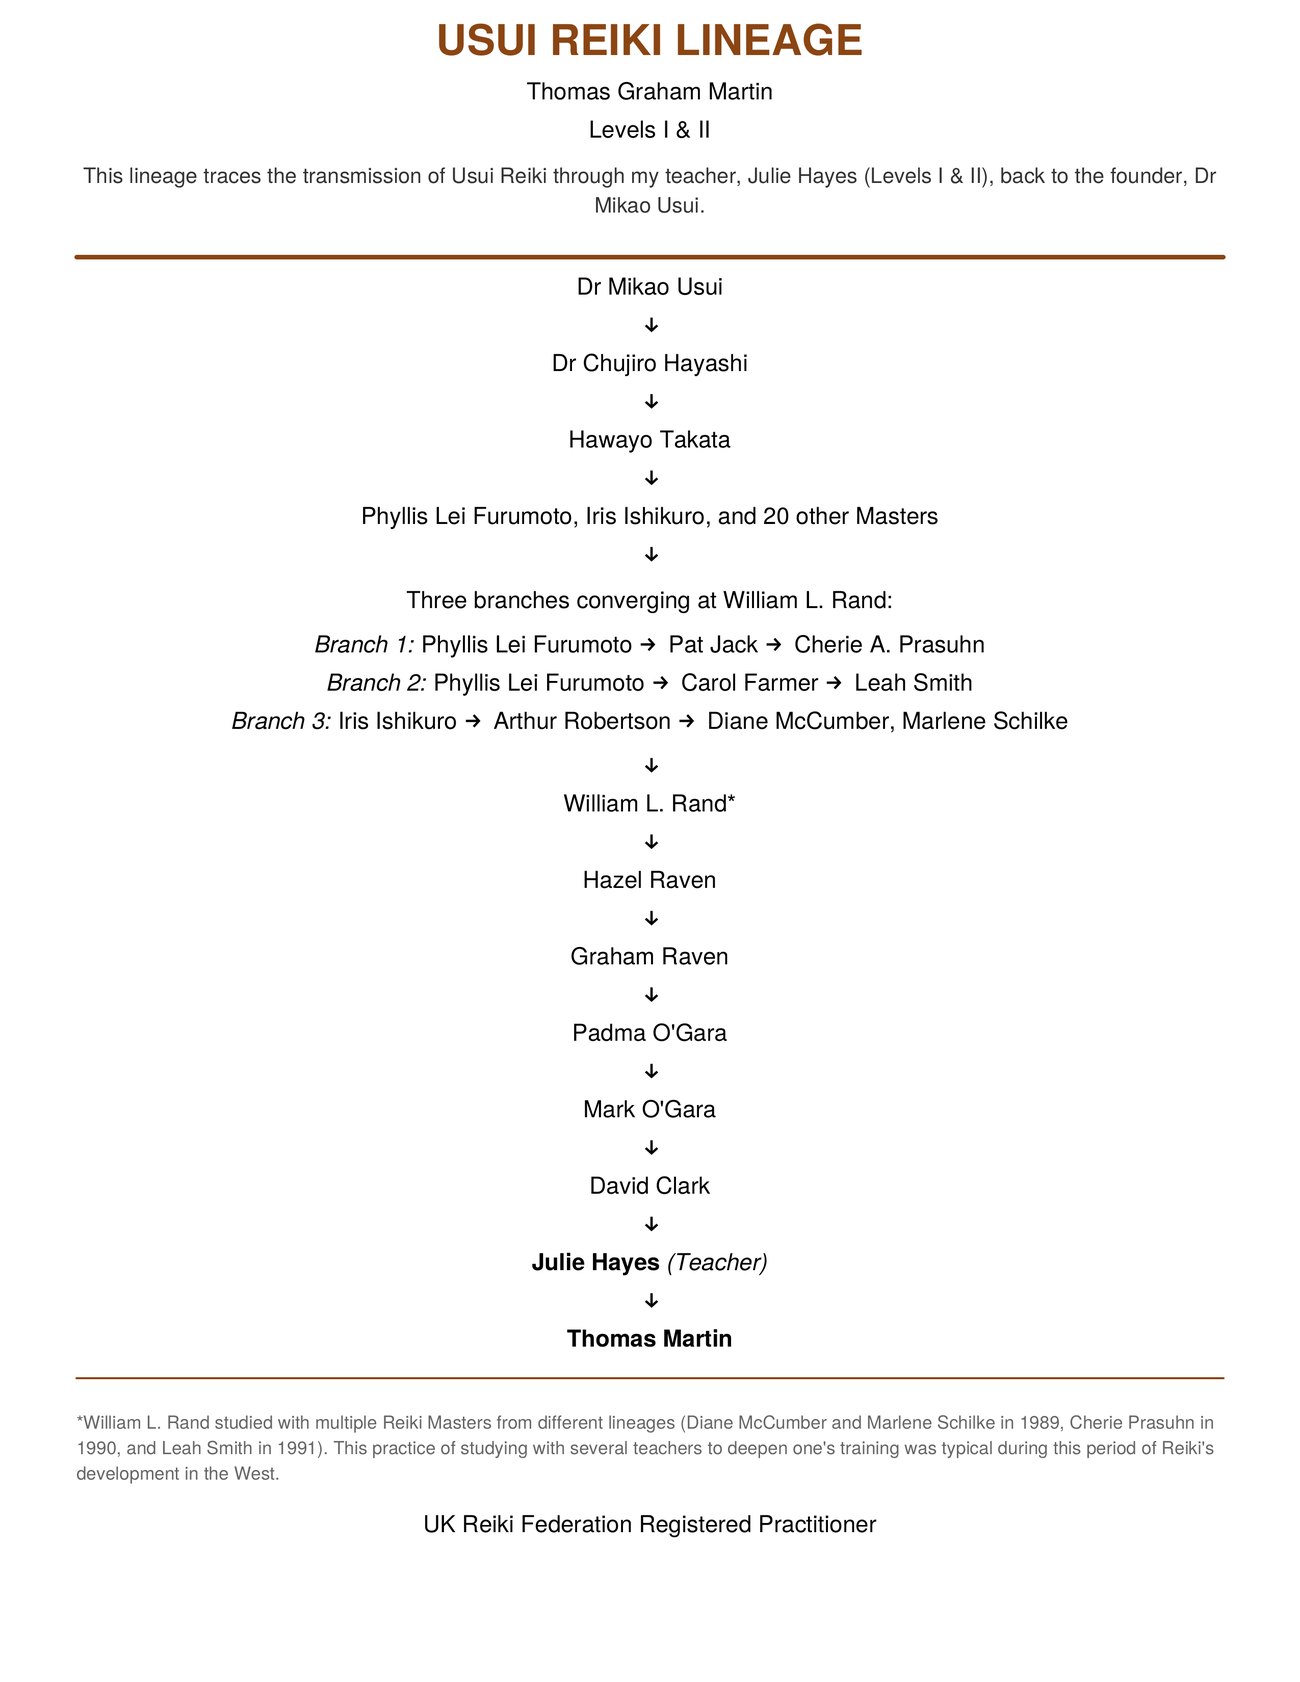 USUI REIKI LINEAGE
Thomas Graham Martin
Levels I & II
This lineage traces the transmission of Usui Reiki through my teacher, Julie Hayes (Levels I & II), back to the founder, Dr
Mikao Usui.
Dr Mikao Usui
↓
Dr Chujiro Hayashi
↓
Hawayo Takata
↓
Phyllis Lei Furumoto, Iris Ishikuro, and 20 other Masters
↓
Three branches converging at William L. Rand:
Branch 1: Phyllis Lei Furumoto → Pat Jack → Cherie A. Prasuhn
Branch 2: Phyllis Lei Furumoto → Carol Farmer → Leah Smith
Branch 3: Iris Ishikuro → Arthur Robertson → Diane McCumber, Marlene Schilke
↓
William L. Rand*
↓
Hazel Raven
↓
Graham Raven
↓
Padma O'Gara
↓
Mark O'Gara
↓
David Clark
↓
Julie Hayes (Teacher)
↓
Thomas Martin
*William L. Rand studied with multiple Reiki Masters from different lineages (Diane McCumber and Marlene Schilke in 1989, Cherie Prasuhn in
1990, and Leah Smith in 1991). This practice of studying with several teachers to deepen one's training was typical during this period of Reiki's
development in the West.
UK Reiki Federation Registered Practitioner